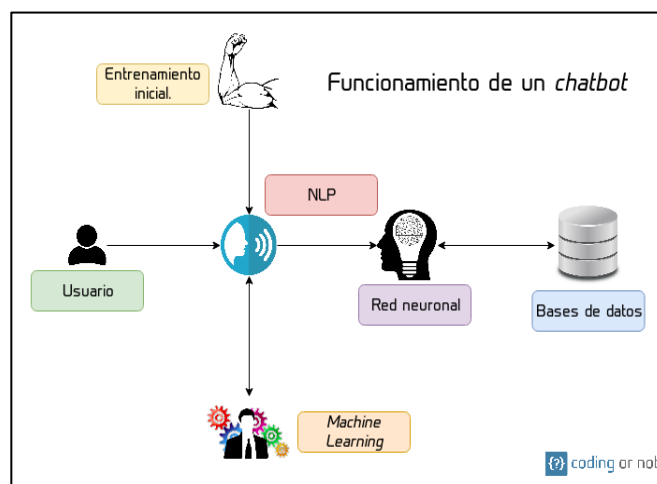 Funcionamiento de un chatbot
Entrenamiento
inicial.
NLP
Usuario
Red neuronal
Bases de datos
Machine
Learning
{?} coding or not